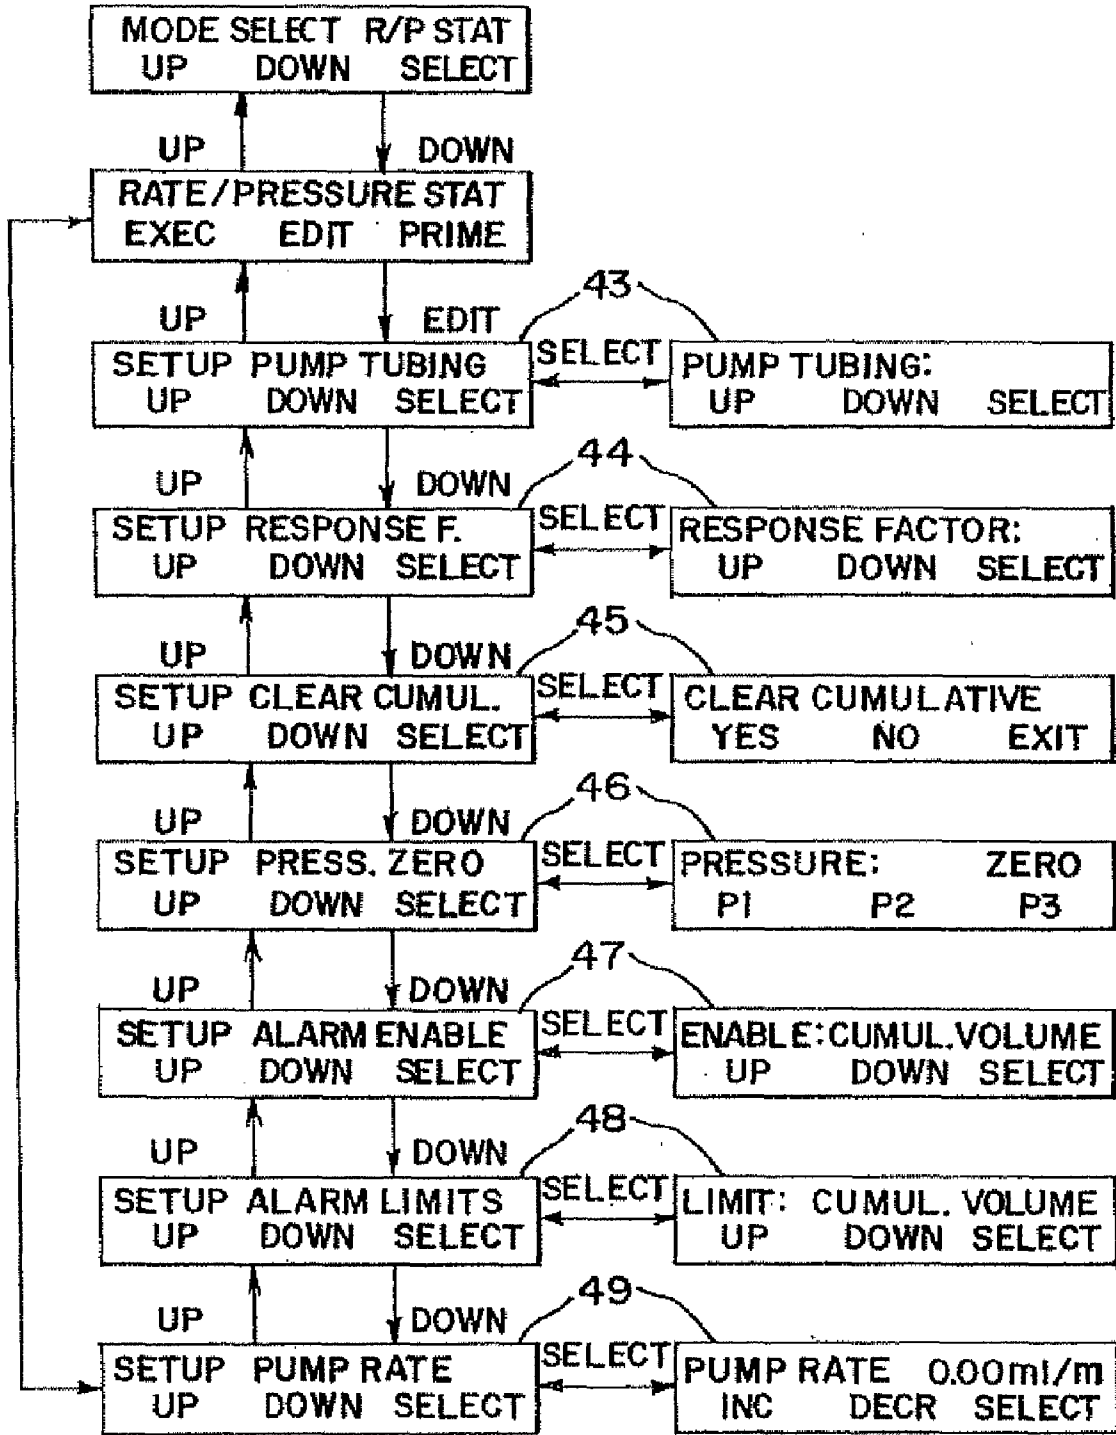 MODE SELECT R/P STAT
UP DOWN SELECT
UP DOWN
RATE/PRESSURE STAT
EXEC EDIT PRIME
UP EDIT
43
SETUP PUMP TUBING
UP DOWN SELECT
SELECT
PUMP TUBING:
UP DOWN SELECT
UP DOWN
44
SETUP RESPONSE F.
UP DOWN SELECT
SELECT
RESPONSE FACTOR:
UP DOWN SELECT
UP DOWN
45
SETUP CLEAR CUMUL.
UP DOWN SELECT
SELECT
CLEAR CUMULATIVE
YES NO EXIT
UP DOWN
46
SETUP PRESS. ZERO
UP DOWN SELECT
SELECT
PRESSURE: ZERO
P1 P2 P3
UP DOWN
47
SETUP ALARM ENABLE
UP DOWN SELECT
SELECT
ENABLE:CUMUL.VOLUME
UP DOWN SELECT
UP DOWN
48
SETUP ALARM LIMITS
UP DOWN SELECT
SELECT
LIMIT: CUMUL. VOLUME
UP DOWN SELECT
UP DOWN
49
SETUP PUMP RATE
UP DOWN SELECT
SELECT
PUMP RATE 0.00ml/m
INC DECR SELECT